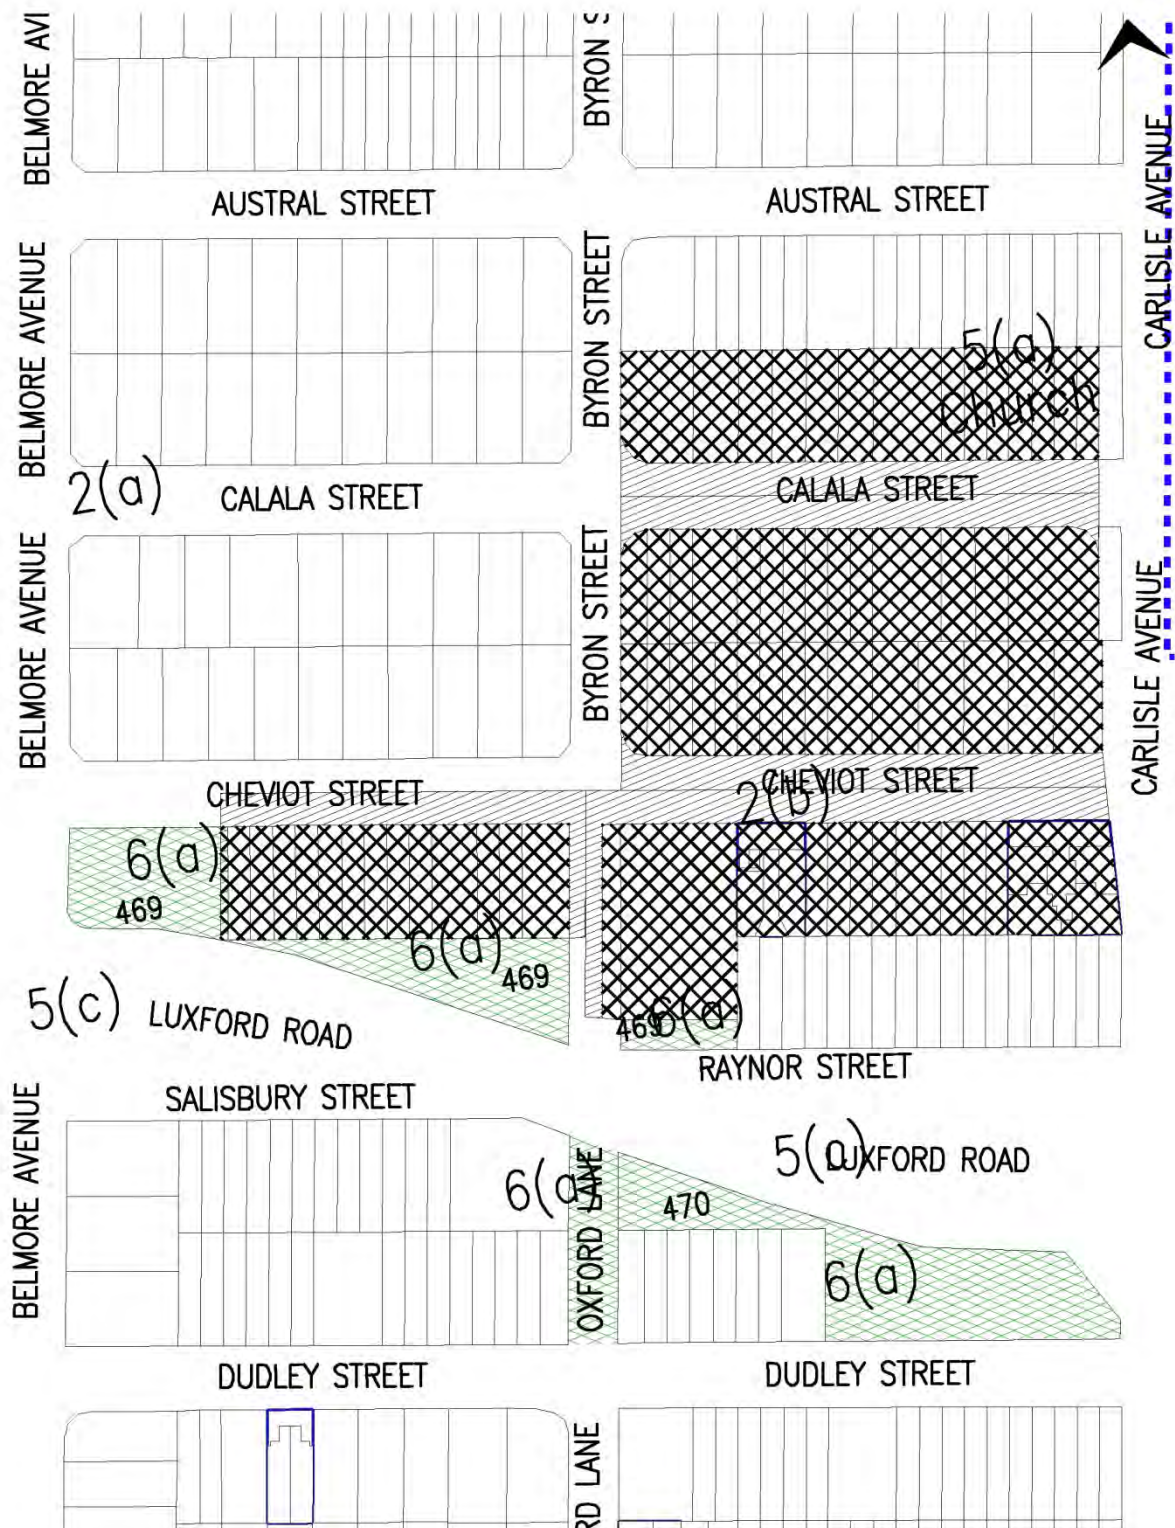 BELMORE AVE
BYRON S
CARLISLE AVENUE
AUSTRAL STREET
AUSTRAL STREET
BELMORE AVENUE
BYRON STREET
5(a)
Church
2(a)
CALALA STREET
CALALA STREET
BELMORE AVENUE
BYRON STREET
CARLISLE AVENUE
CHEVIOT STREET
CHEVIOT STREET
2(b)
6(a)
469
6(a)
469
5(c)
LUXFORD ROAD
469
6(a)
RAYNOR STREET
SALISBURY STREET
BELMORE AVENUE
5(a)
LUXFORD ROAD
6(a)
OXFORD LANE
470
6(a)
DUDLEY STREET
DUDLEY STREET
RD LANE